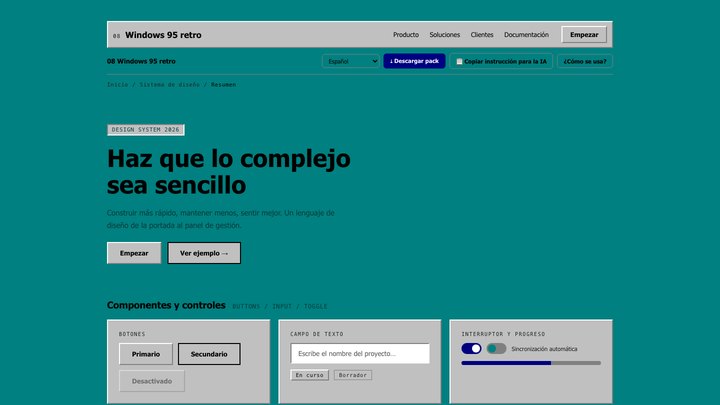 08 Windows 95 retro
Producto Soluciones Clientes Documentación Empezar
08 Windows 95 retro
Español
↓ Descargar pack
📋 Copiar instrucción para la IA
¿Cómo se usa?
Inicio / Sistema de diseño / Resumen
DESIGN SYSTEM 2026
Haz que lo complejo
sea sencillo
Construir más rápido, mantener menos, sentir mejor. Un lenguaje de
diseño de la portada al panel de gestión.
Empezar
Ver ejemplo →
Componentes y controles BUTTONS / INPUT / TOGGLE
BOTONES
Primario
Secundario
Desactivado
CAMPO DE TEXTO
Escribe el nombre del proyecto...
En curso
Borrador
INTERRUPTOR Y PROGRESO
Sincronización automática